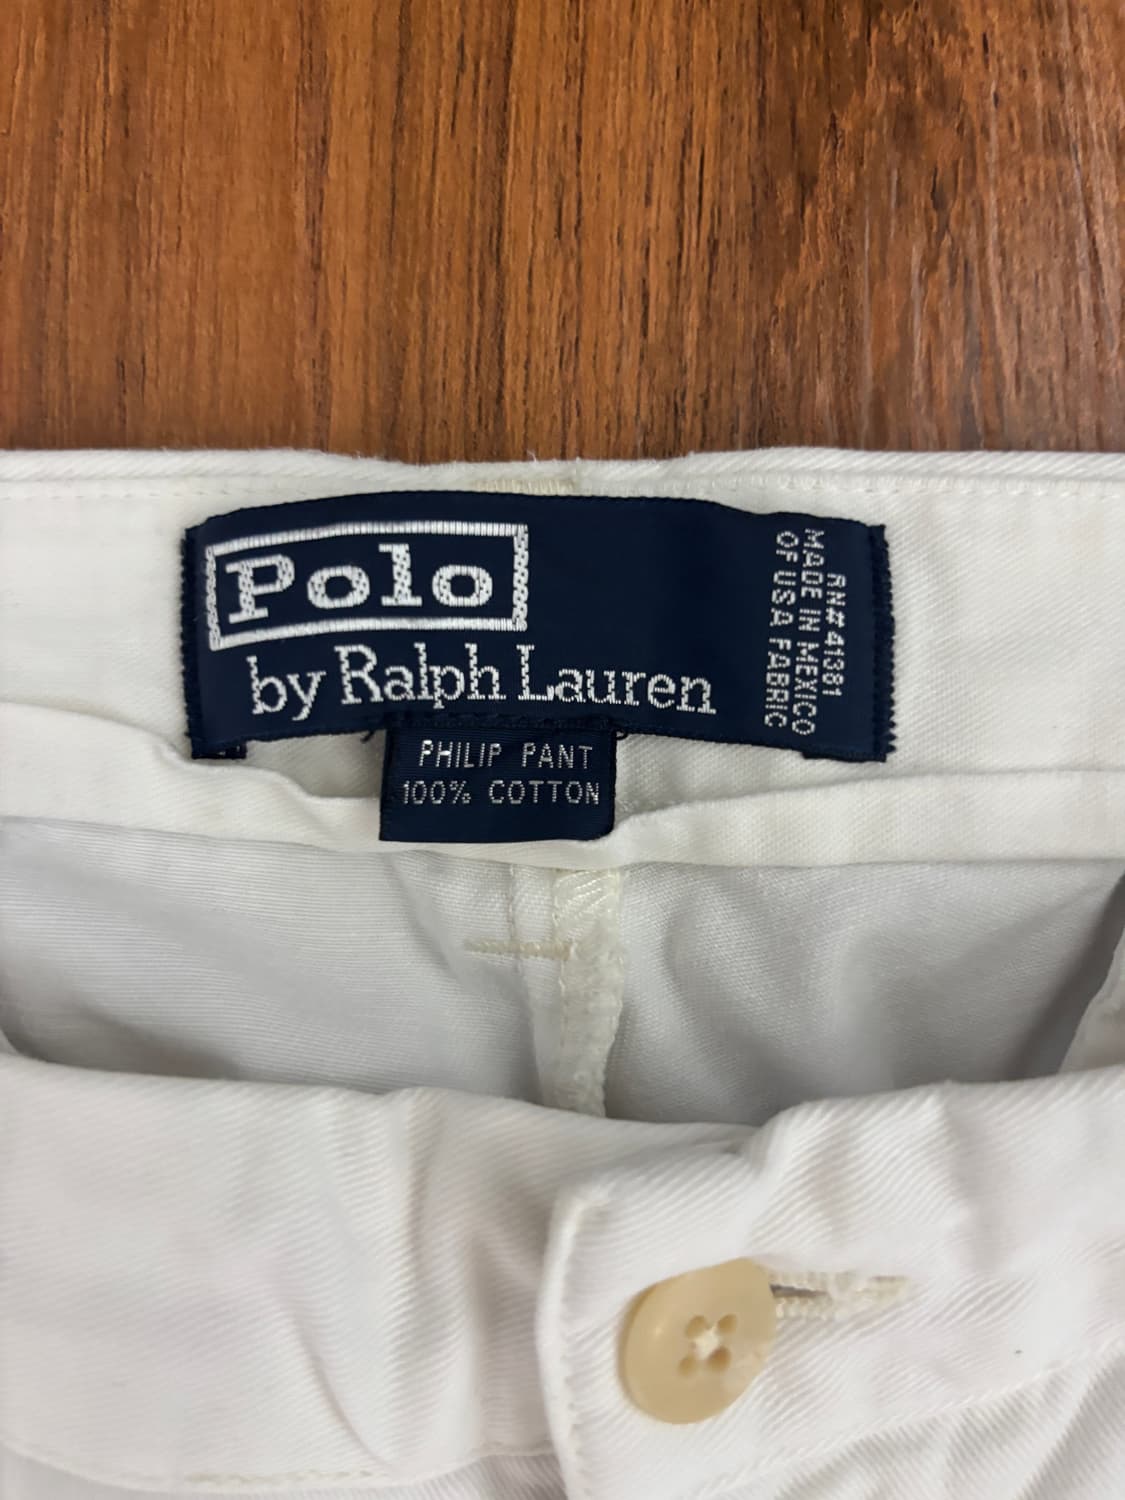 Polo
by Ralph Lauren
RN# 41381
MADE IN MEXICO
OF USA FABRIC
PHILIP PANT
100% COTTON